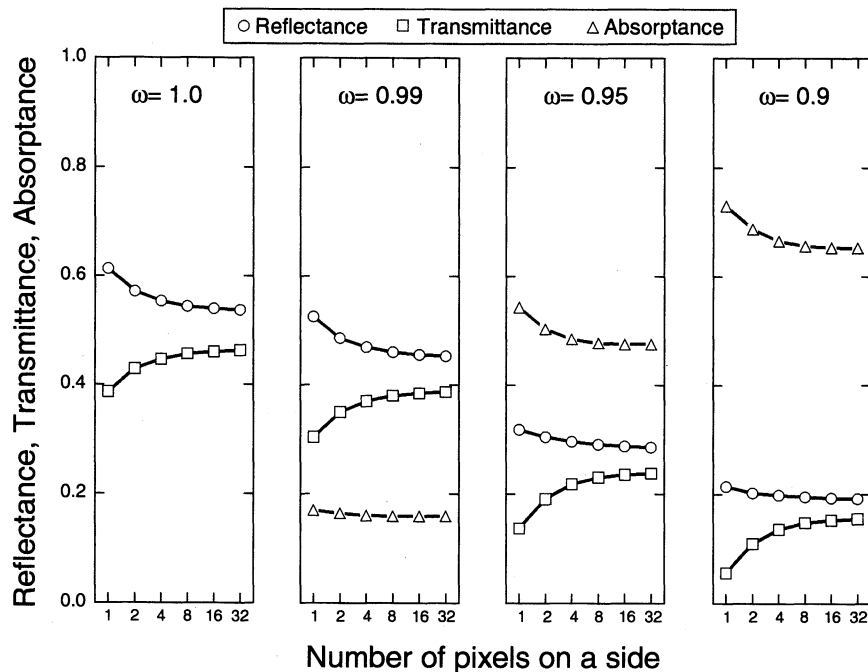 Reflectance Transmittance Absorptance
Reflectance, Transmittance, Absorptance
1.0
0.8
0.6
0.4
0.2
0.0
ω= 1.0
ω= 0.99
ω= 0.95
ω= 0.9
1 2 4 8 16 32
1 2 4 8 16 32
1 2 4 8 16 32
1 2 4 8 16 32
Number of pixels on a side